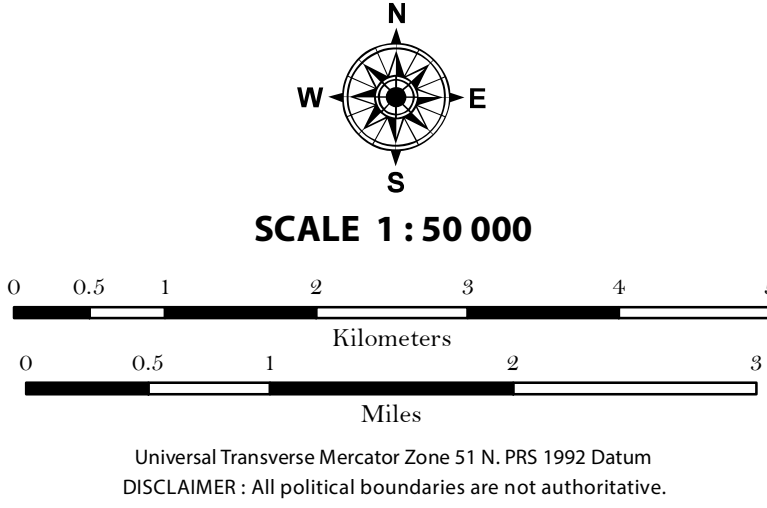 N
W E
S
SCALE 1 : 50 000
0 0.5 1 2 3 4
Kilometers
0 0.5 1 2 3
Miles
Universal Transverse Mercator Zone 51 N. PRS 1992 Datum
DISCLAIMER : All political boundaries are not authoritative.